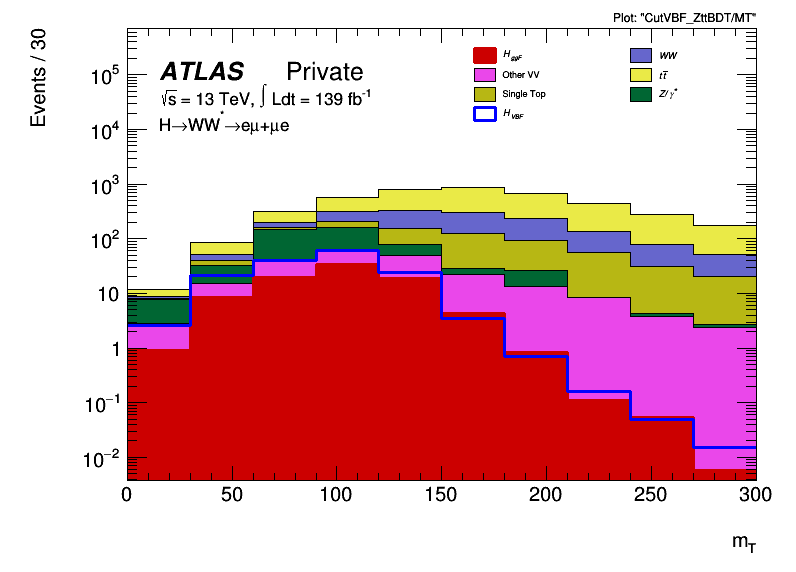 Plot: "CutVBF_ZttBDT/MT"
Events / 30
ATLAS Private
√s = 13 TeV, ∫ Ldt = 139 fb⁻¹
H→WW*→eμ+μe
H_ggF
Other VV
Single Top
H_VBF
WW
tt̅
Z/γ*
10⁵
10⁴
10³
10²
10
1
10⁻¹
10⁻²
0 50 100 150 200 250 300
m_T